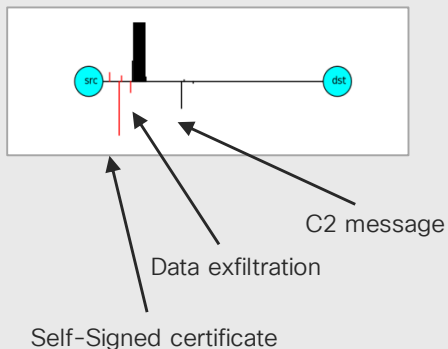 src
dst
C2 message
Data exfiltration
Self-Signed certificate